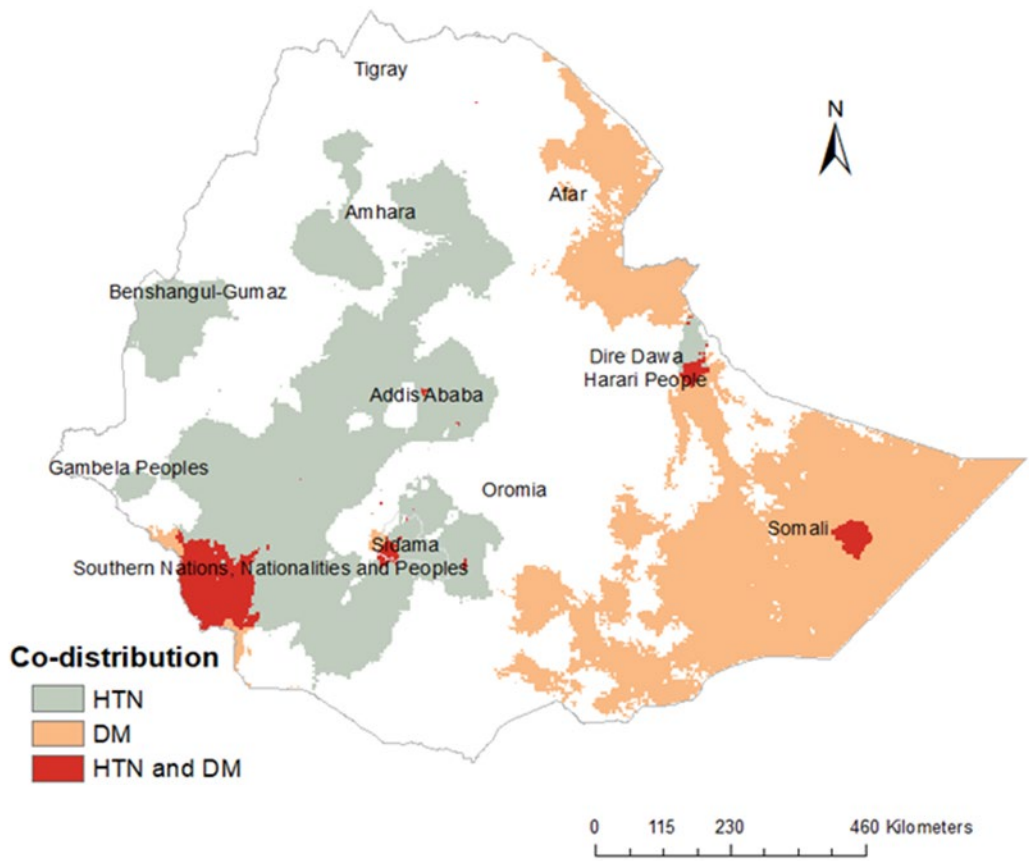 Tigray
N
Afar
Amhara
Benshangul-Gumaz
Dire Dawa
Harari People
Addis Ababa
Gambela Peoples
Oromia
Somali
Sidama
Southern Nations, Nationalities and Peoples
Co-distribution
HTN
DM
HTN and DM
0 115 230 460 Kilometers